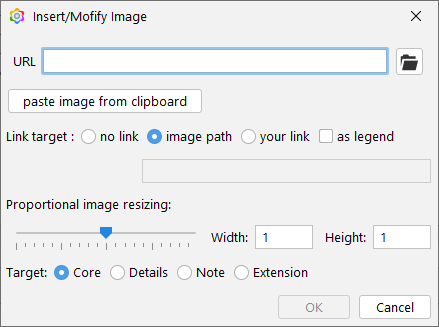 Insert/Mofify Image
URL
paste image from clipboard
Link target : no link image path your link as legend
Proportional image resizing:
Width: 1 Height: 1
Target: Core Details Note Extension
OK Cancel